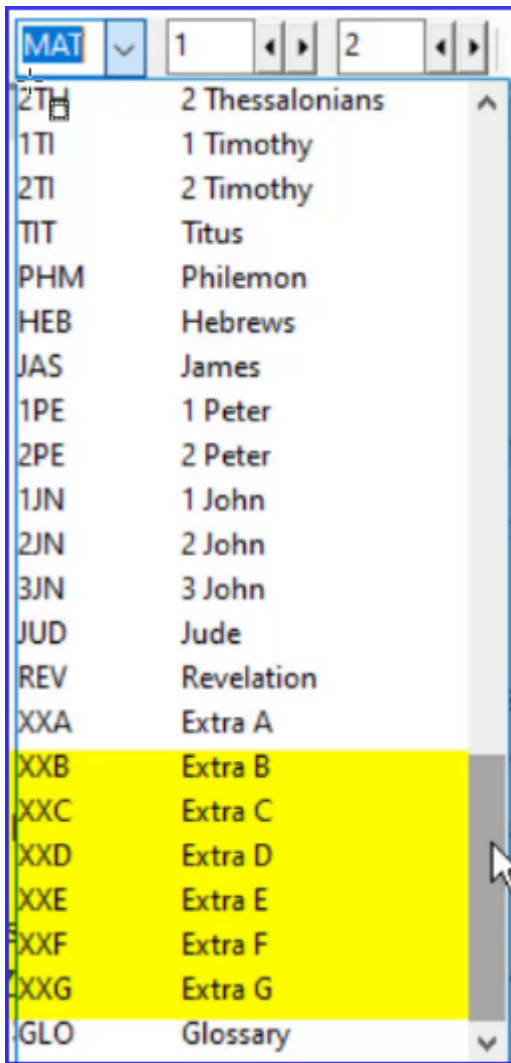 MAT 1 2
2TH 2 Thessalonians
1TI 1 Timothy
2TI 2 Timothy
TIT Titus
PHM Philemon
HEB Hebrews
JAS James
1PE 1 Peter
2PE 2 Peter
1JN 1 John
2JN 2 John
3JN 3 John
JUD Jude
REV Revelation
XXA Extra A
XXB Extra B
XXC Extra C
XXD Extra D
XXE Extra E
XXF Extra F
XXG Extra G
GLO Glossary